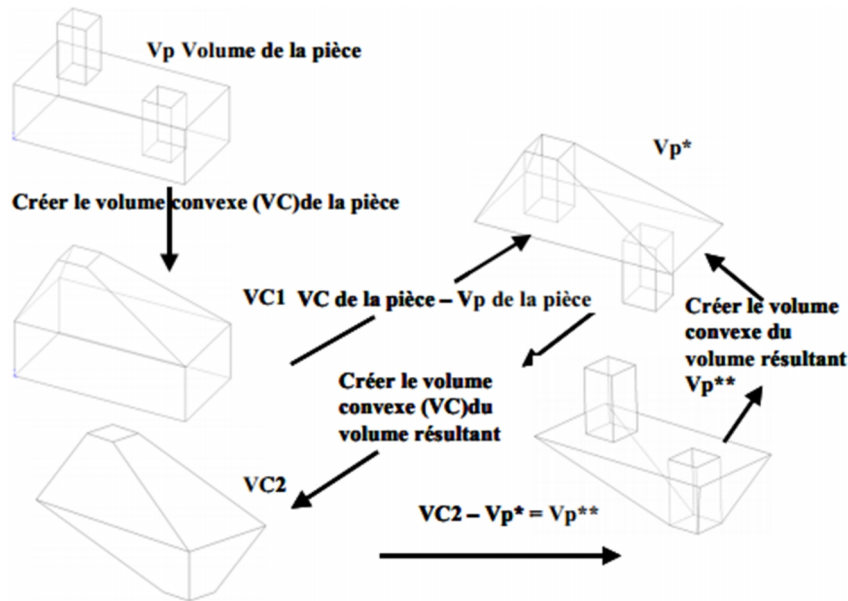 Vp Volume de la pièce
Créer le volume convexe (VC)de la pièce
Vp*
VC1 VC de la pièce – Vp de la pièce
Créer le volume
convexe du
volume résultant
Vp**
Créer le volume
convexe (VC)du
volume résultant
VC2
VC2 – Vp* = Vp**